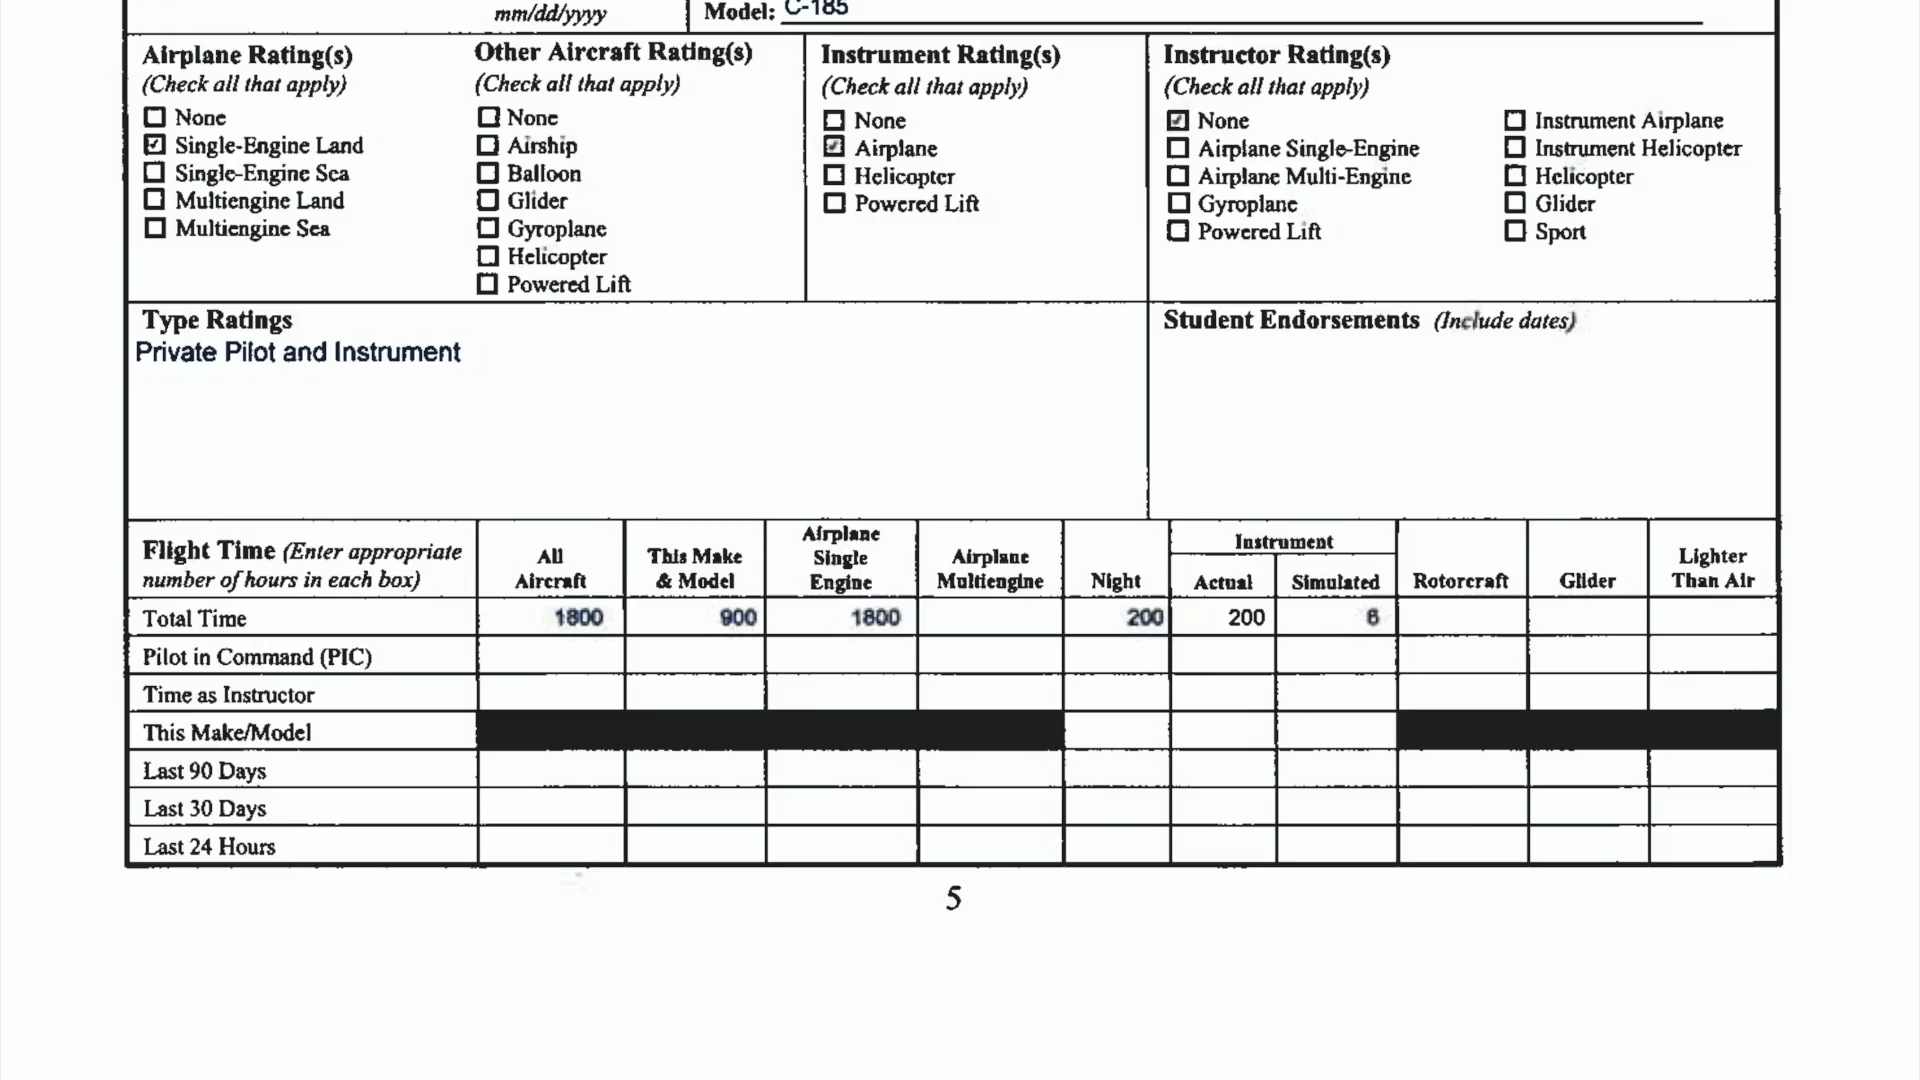 mm/dd/yyyy
Model: C-185
Airplane Rating(s)
(Check all that apply)
None
Single-Engine Land
Single-Engine Sea
Multiengine Land
Multiengine Sea
Other Aircraft Rating(s)
(Check all that apply)
None
Airship
Balloon
Glider
Gyroplane
Helicopter
Powered Lift
Instrument Rating(s)
(Check all that apply)
None
Airplane
Helicopter
Powered Lift
Instructor Rating(s)
(Check all that apply)
None
Airplane Single-Engine
Airplane Multi-Engine
Gyroplane
Powered Lift
Instrument Airplane
Instrument Helicopter
Helicopter
Glider
Sport
Type Ratings
Private Pilot and Instrument
Student Endorsements (Include dates)
Flight Time (Enter appropriate
number of hours in each box)
All
Aircraft
This Make
& Model
Airplane
Single
Engine
Airplane
Multiengine
Night
Instrument
Actual
Simulated
Rotorcraft
Glider
Lighter
Than Air
Total Time 1800 900 1800 200 200
Pilot in Command (PIC)
Time as Instructor
This Make/Model
Last 90 Days
Last 30 Days
Last 24 Hours
5